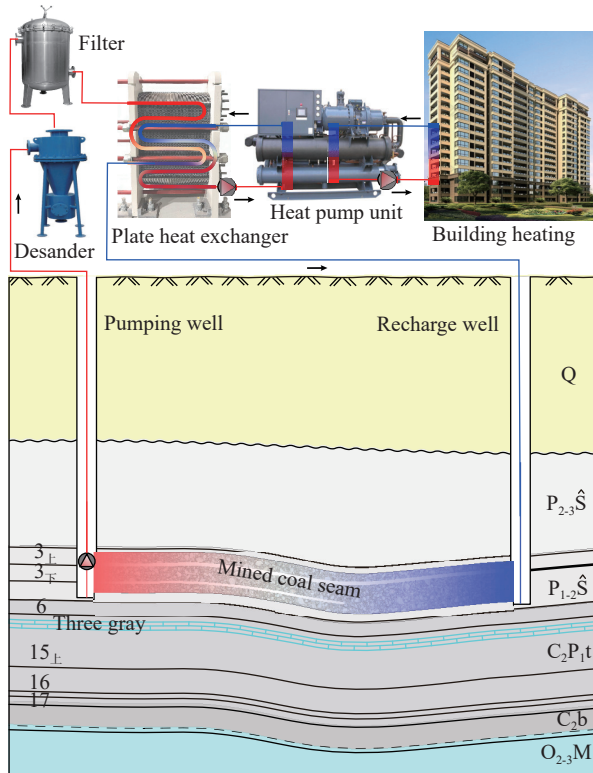 Filter
Desander
Plate heat exchanger
Heat pump unit
Building heating
Pumping well
Recharge well
Q
P₂₋₃Ŝ
3上
3下
Mined coal seam
P₁₋₂Ŝ
6
Three gray
C₂P₁t
15上
16
17
C₂b
O₂₋₃M